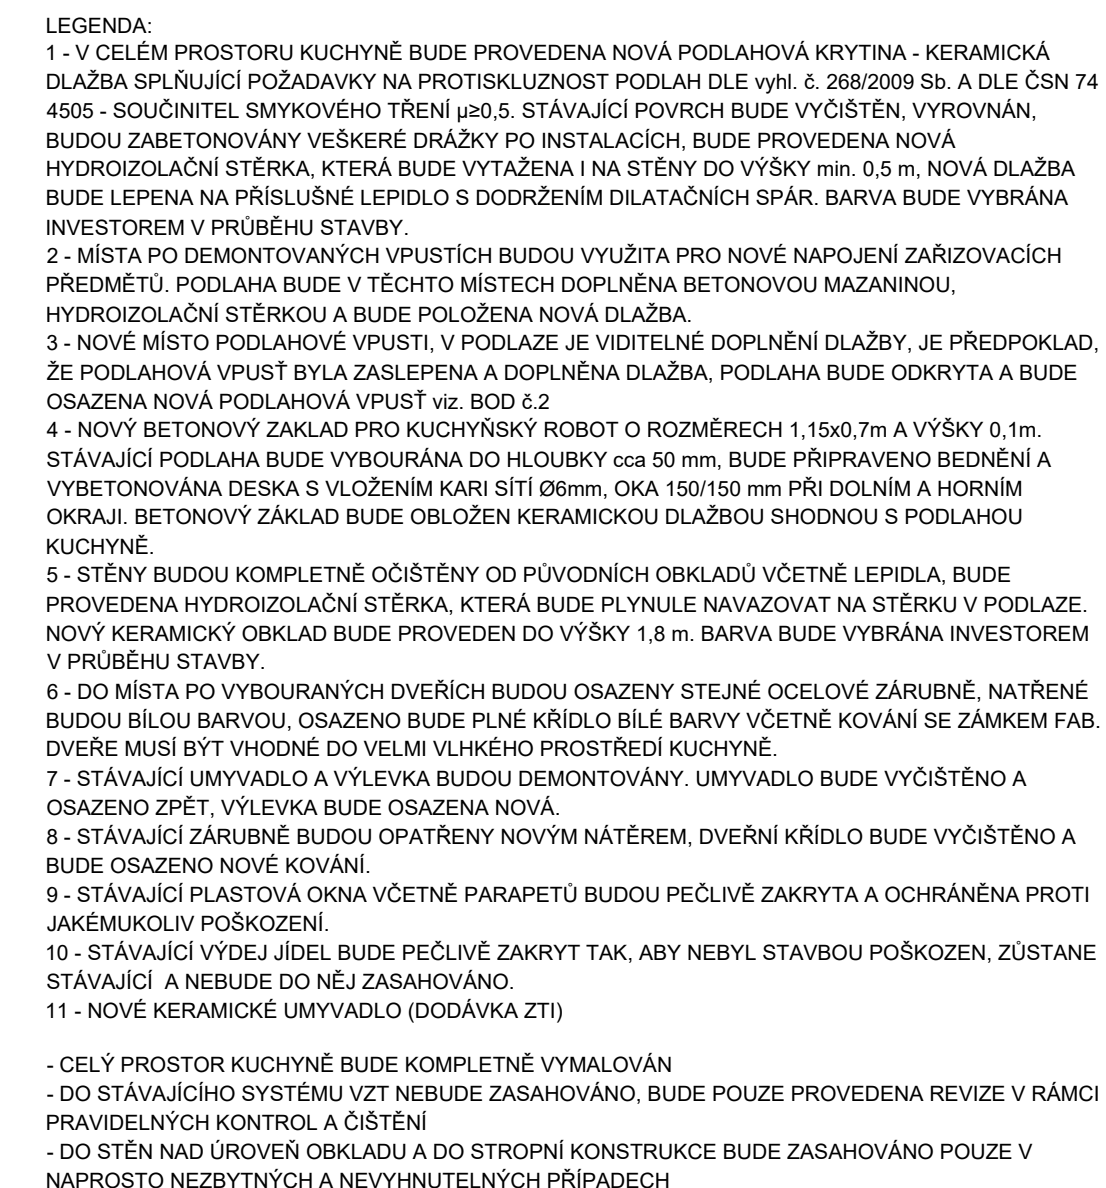 LEGENDA:
1 - V CELÉM PROSTORU KUCHYNĚ BUDE PROVEDENA NOVÁ PODLAHOVÁ KRYTINA - KERAMICKÁ
DLAŽBA SPLŇUJÍCÍ POŽADAVKY NA PROTISKLUZNOST PODLAH DLE vyhl. č. 268/2009 Sb. A DLE ČSN 74
4505 - SOUČINITEL SMYKOVÉHO TŘENÍ µ≥0,5. STÁVAJÍCÍ POVRCH BUDE VYČIŠTĚN, VYROVNÁN,
BUDOU ZABETONOVÁNY VEŠKERÉ DRÁŽKY PO INSTALACÍCH, BUDE PROVEDENA NOVÁ
HYDROIZOLAČNÍ STĚRKA, KTERÁ BUDE VYTAŽENA I NA STĚNY DO VÝŠKY min. 0,5 m, NOVÁ DLAŽBA
BUDE LEPENA NA PŘÍSLUŠNÉ LEPIDLO S DODRŽENÍM DILATAČNÍCH SPÁR. BARVA BUDE VYBRÁNA
INVESTOREM V PRŮBĚHU STAVBY.
2 - MÍSTA PO DEMONTOVANÝCH VPUSTÍCH BUDOU VYUŽITA PRO NOVÉ NAPOJENÍ ZAŘIZOVACÍCH
PŘEDMĚTŮ. PODLAHA BUDE V TĚCHTO MÍSTECH DOPLNĚNA BETONOVOU MAZANINOU,
HYDROIZOLAČNÍ STĚRKOU A BUDE POLOŽENA NOVÁ DLAŽBA.
3 - NOVÉ MÍSTO PODLAHOVÉ VPUSTI, V PODLAZE JE VIDITELNÉ DOPLNĚNÍ DLAŽBY, JE PŘEDPOKLAD,
ŽE PODLAHOVÁ VPUSŤ BYLA ZASLEPENA A DOPLNĚNA DLAŽBA, PODLAHA BUDE ODKRYTA A BUDE
OSAZENA NOVÁ PODLAHOVÁ VPUSŤ viz. BOD č.2
4 - NOVÝ BETONOVÝ ZAKLAD PRO KUCHYŇSKÝ ROBOT O ROZMĚRECH 1,15x0,7m A VÝŠKY 0,1m.
STÁVAJÍCÍ PODLAHA BUDE VYBOURÁNA DO HLOUBKY cca 50 mm, BUDE PŘIPRAVENO BEDNĚNÍ A
VYBETONOVÁNA DESKA S VLOŽENÍM KARI SÍTÍ Ø6mm, OKA 150/150 mm PŘI DOLNÍM A HORNÍM
OKRAJI. BETONOVÝ ZÁKLAD BUDE OBLOŽEN KERAMICKOU DLAŽBOU SHODNOU S PODLAHOU
KUCHYNĚ.
5 - STĚNY BUDOU KOMPLETNĚ OČIŠTĚNY OD PŮVODNÍCH OBKLADŮ VČETNĚ LEPIDLA, BUDE
PROVEDENA HYDROIZOLAČNÍ STĚRKA, KTERÁ BUDE PLYNULE NAVAZOVAT NA STĚRKU V PODLAZE.
NOVÝ KERAMICKÝ OBKLAD BUDE PROVEDEN DO VÝŠKY 1,8 m. BARVA BUDE VYBRÁNA INVESTOREM
V PRŮBĚHU STAVBY.
6 - DO MÍSTA PO VYBOURANÝCH DVEŘÍCH BUDOU OSAZENY STEJNÉ OCELOVÉ ZÁRUBNĚ, NATŘENÉ
BUDOU BÍLOU BARVOU, OSAZENO BUDE PLNÉ KŘÍDLO BÍLÉ BARVY VČETNĚ KOVÁNÍ SE ZÁMKEM FAB.
DVEŘE MUSÍ BÝT VHODNÉ DO VELMI VLHKÉHO PROSTŘEDÍ KUCHYNĚ.
7 - STÁVAJÍCÍ UMYVADLO A VÝLEVKA BUDOU DEMONTOVÁNY. UMYVADLO BUDE VYČIŠTĚNO A
OSAZENO ZPĚT, VÝLEVKA BUDE OSAZENA NOVÁ.
8 - STÁVAJÍCÍ ZÁRUBNĚ BUDOU OPATŘENY NOVÝM NÁTĚREM, DVEŘNÍ KŘÍDLO BUDE VYČIŠTĚNO A
BUDE OSAZENO NOVÉ KOVÁNÍ.
9 - STÁVAJÍCÍ PLASTOVÁ OKNA VČETNĚ PARAPETŮ BUDOU PEČLIVĚ ZAKRYTA A OCHRÁNĚNA PROTI
JAKÉMUKOLIV POŠKOZENÍ.
10 - STÁVAJÍCÍ VÝDEJ JÍDEL BUDE PEČLIVĚ ZAKRYT TAK, ABY NEBYL STAVBOU POŠKOZEN, ZŮSTANE
STÁVAJÍCÍ  A NEBUDE DO NĚJ ZASAHOVÁNO.
11 - NOVÉ KERAMICKÉ UMYVADLO (DODÁVKA ZTI)

- CELÝ PROSTOR KUCHYNĚ BUDE KOMPLETNĚ VYMALOVÁN
- DO STÁVAJÍCÍHO SYSTÉMU VZT NEBUDE ZASAHOVÁNO, BUDE POUZE PROVEDENA REVIZE V RÁMCI
PRAVIDELNÝCH KONTROL A ČIŠTĚNÍ
- DO STĚN NAD ÚROVEŇ OBKLADU A DO STROPNÍ KONSTRUKCE BUDE ZASAHOVÁNO POUZE V
NAPROSTO NEZBYTNÝCH A NEVYHNUTELNÝCH PŘÍPADECH